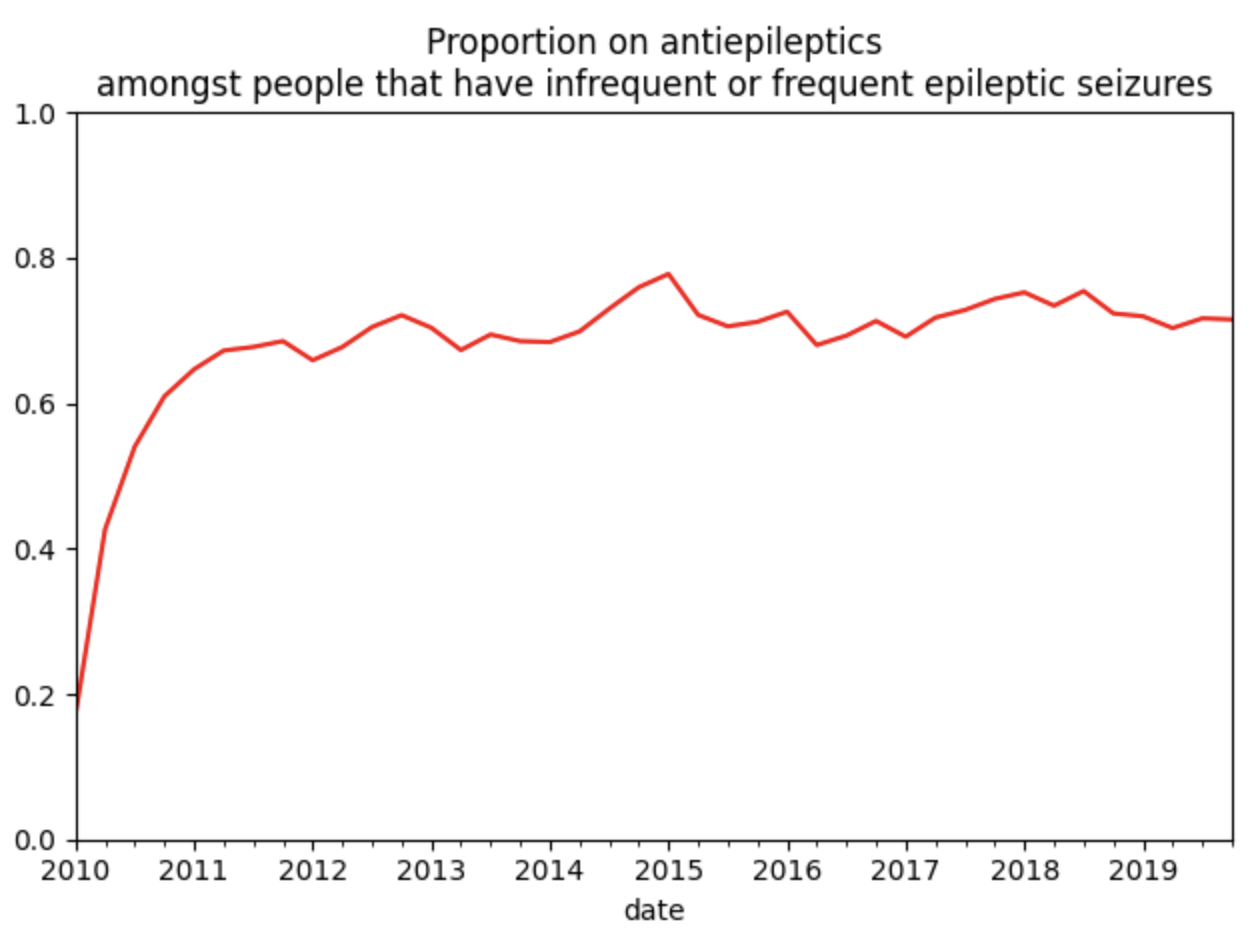 Proportion on antiepileptics
amongst people that have infrequent or frequent epileptic seizures
1.0
0.8
0.6
0.4
0.2
0.0
2010 2011 2012 2013 2014 2015 2016 2017 2018 2019
date